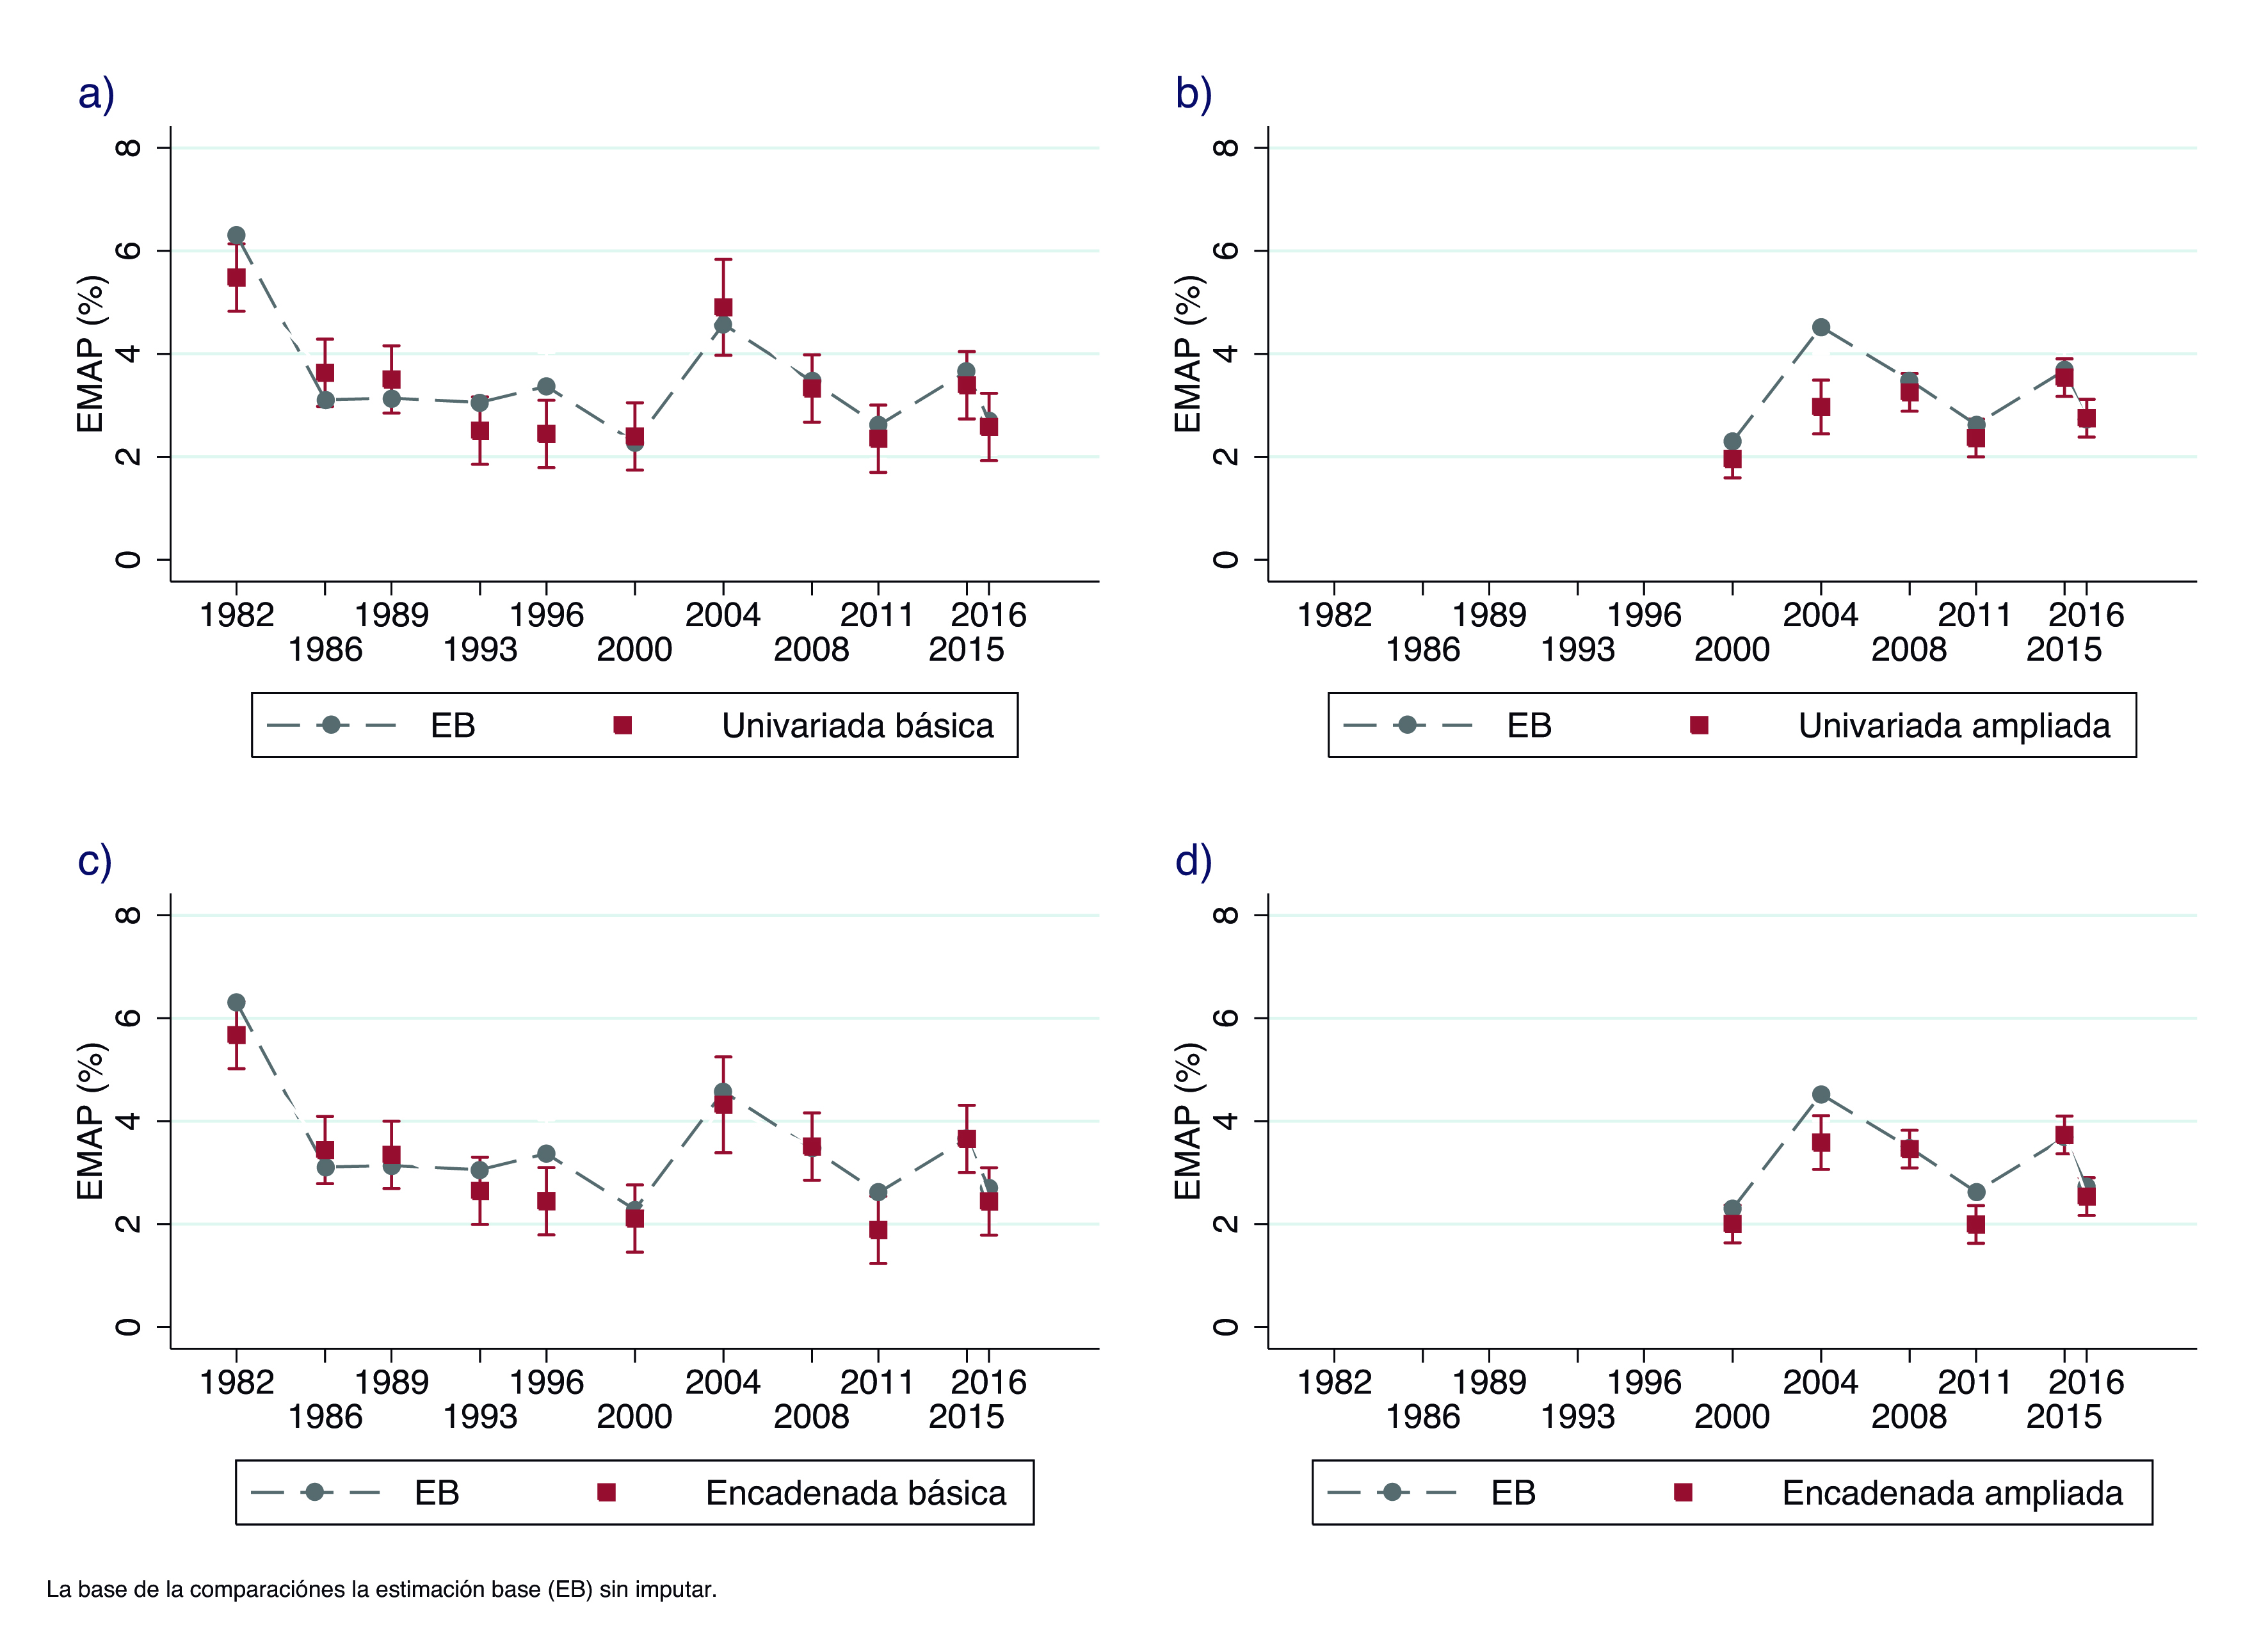 a)
EMAP (%)
8
6
4
2
0
1982 1989 1996 2004 2011 2016
1986 1993 2000 2008 2015
EB Univariada básica
b)
EMAP (%)
8
6
4
2
0
1982 1989 1996 2004 2011 2016
1986 1993 2000 2008 2015
EB Univariada ampliada
c)
EMAP (%)
8
6
4
2
0
1982 1989 1996 2004 2011 2016
1986 1993 2000 2008 2015
EB Encadenada básica
d)
EMAP (%)
8
6
4
2
0
1982 1989 1996 2004 2011 2016
1986 1993 2000 2008 2015
EB Encadenada ampliada
La base de la comparaciónes la estimación base (EB) sin imputar.